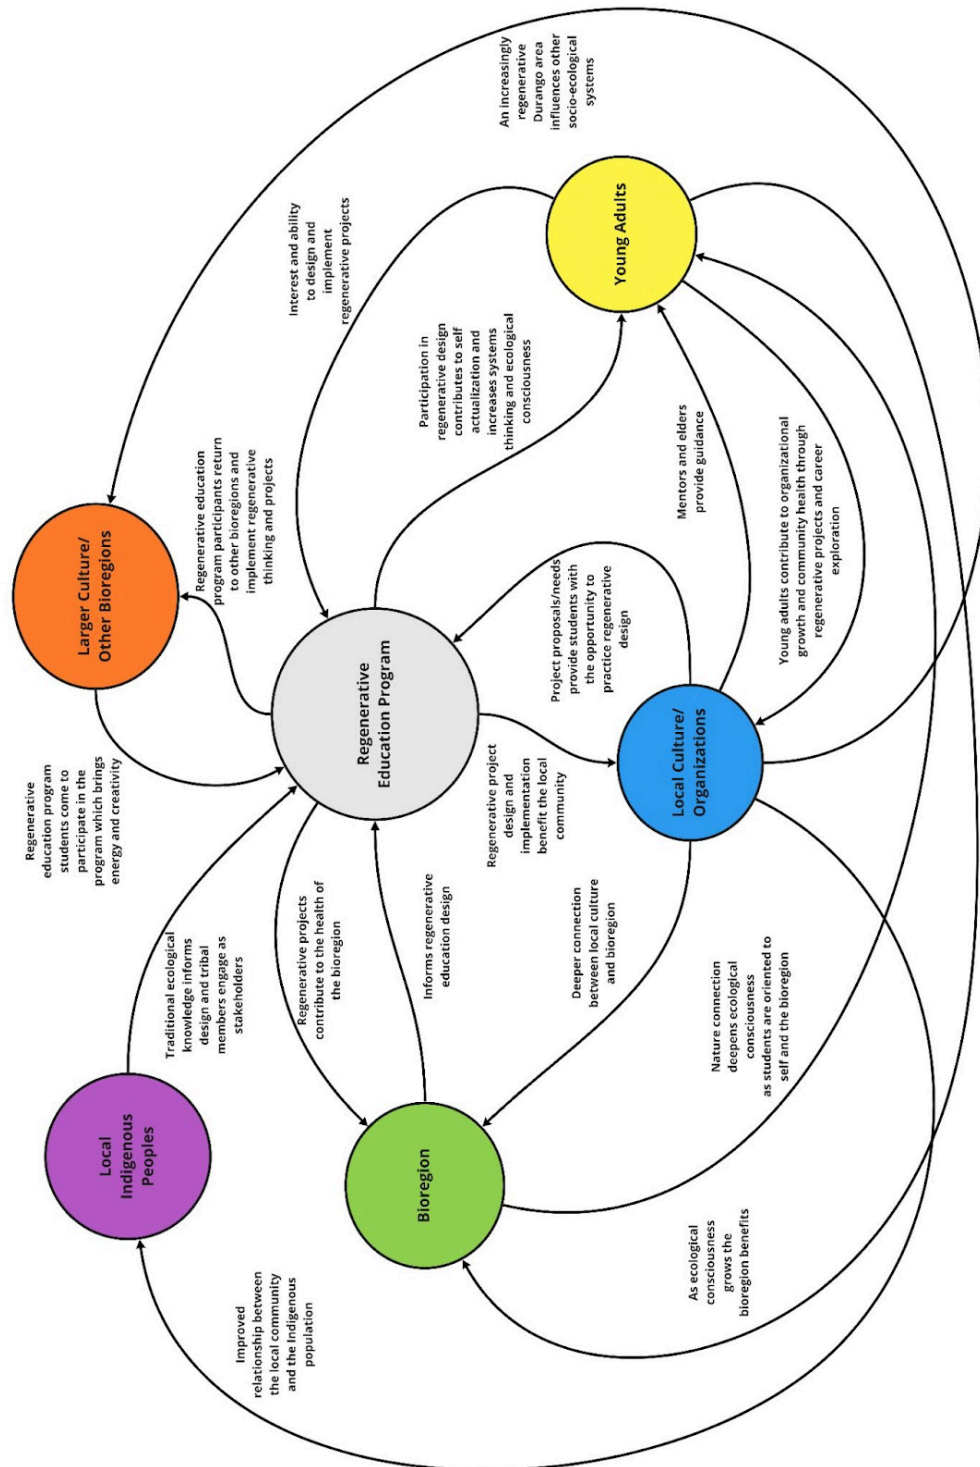 Improved
relationship between
the local community
and the Indigenous
population
Local
Indigenous
Peoples
Traditional ecological
knowledge informs
design and tribal
members engage as
stakeholders
Regenerative
education program
students come to
participate in the
program which brings
energy and creativity
Larger Culture/
Other Bioregions
Regenerative education
program participants return
to other bioregions and
implement regenerative
thinking and projects
Interest and ability
to design and
implement
regenerative projects
An increasingly
regenerative
Durango area
influences other
socio-ecological
systems
Regenerative projects
contribute to the health of
the bioregion
Regenerative
Education Program
Participation in
regenerative design
contributes to self
actualization and
increases systems
thinking and ecological
consciousness
Bioregion
Informs regenerative
education design
Regenerative project
design and
implementation
benefit the local
community
Project proposals/needs
provide students with
the opportunity to
practice regenerative
design
Young Adults
Deeper connection
between local culture
and bioregion
Local Culture/
Organizations
Mentors and elders
provide guidance
As ecological
consciousness
grows the
bioregion benefits
Nature connection
deepens ecological
consciousness
as students are oriented to
self and the bioregion
Young adults contribute to organizational
growth and community health through
regenerative projects and career
exploration